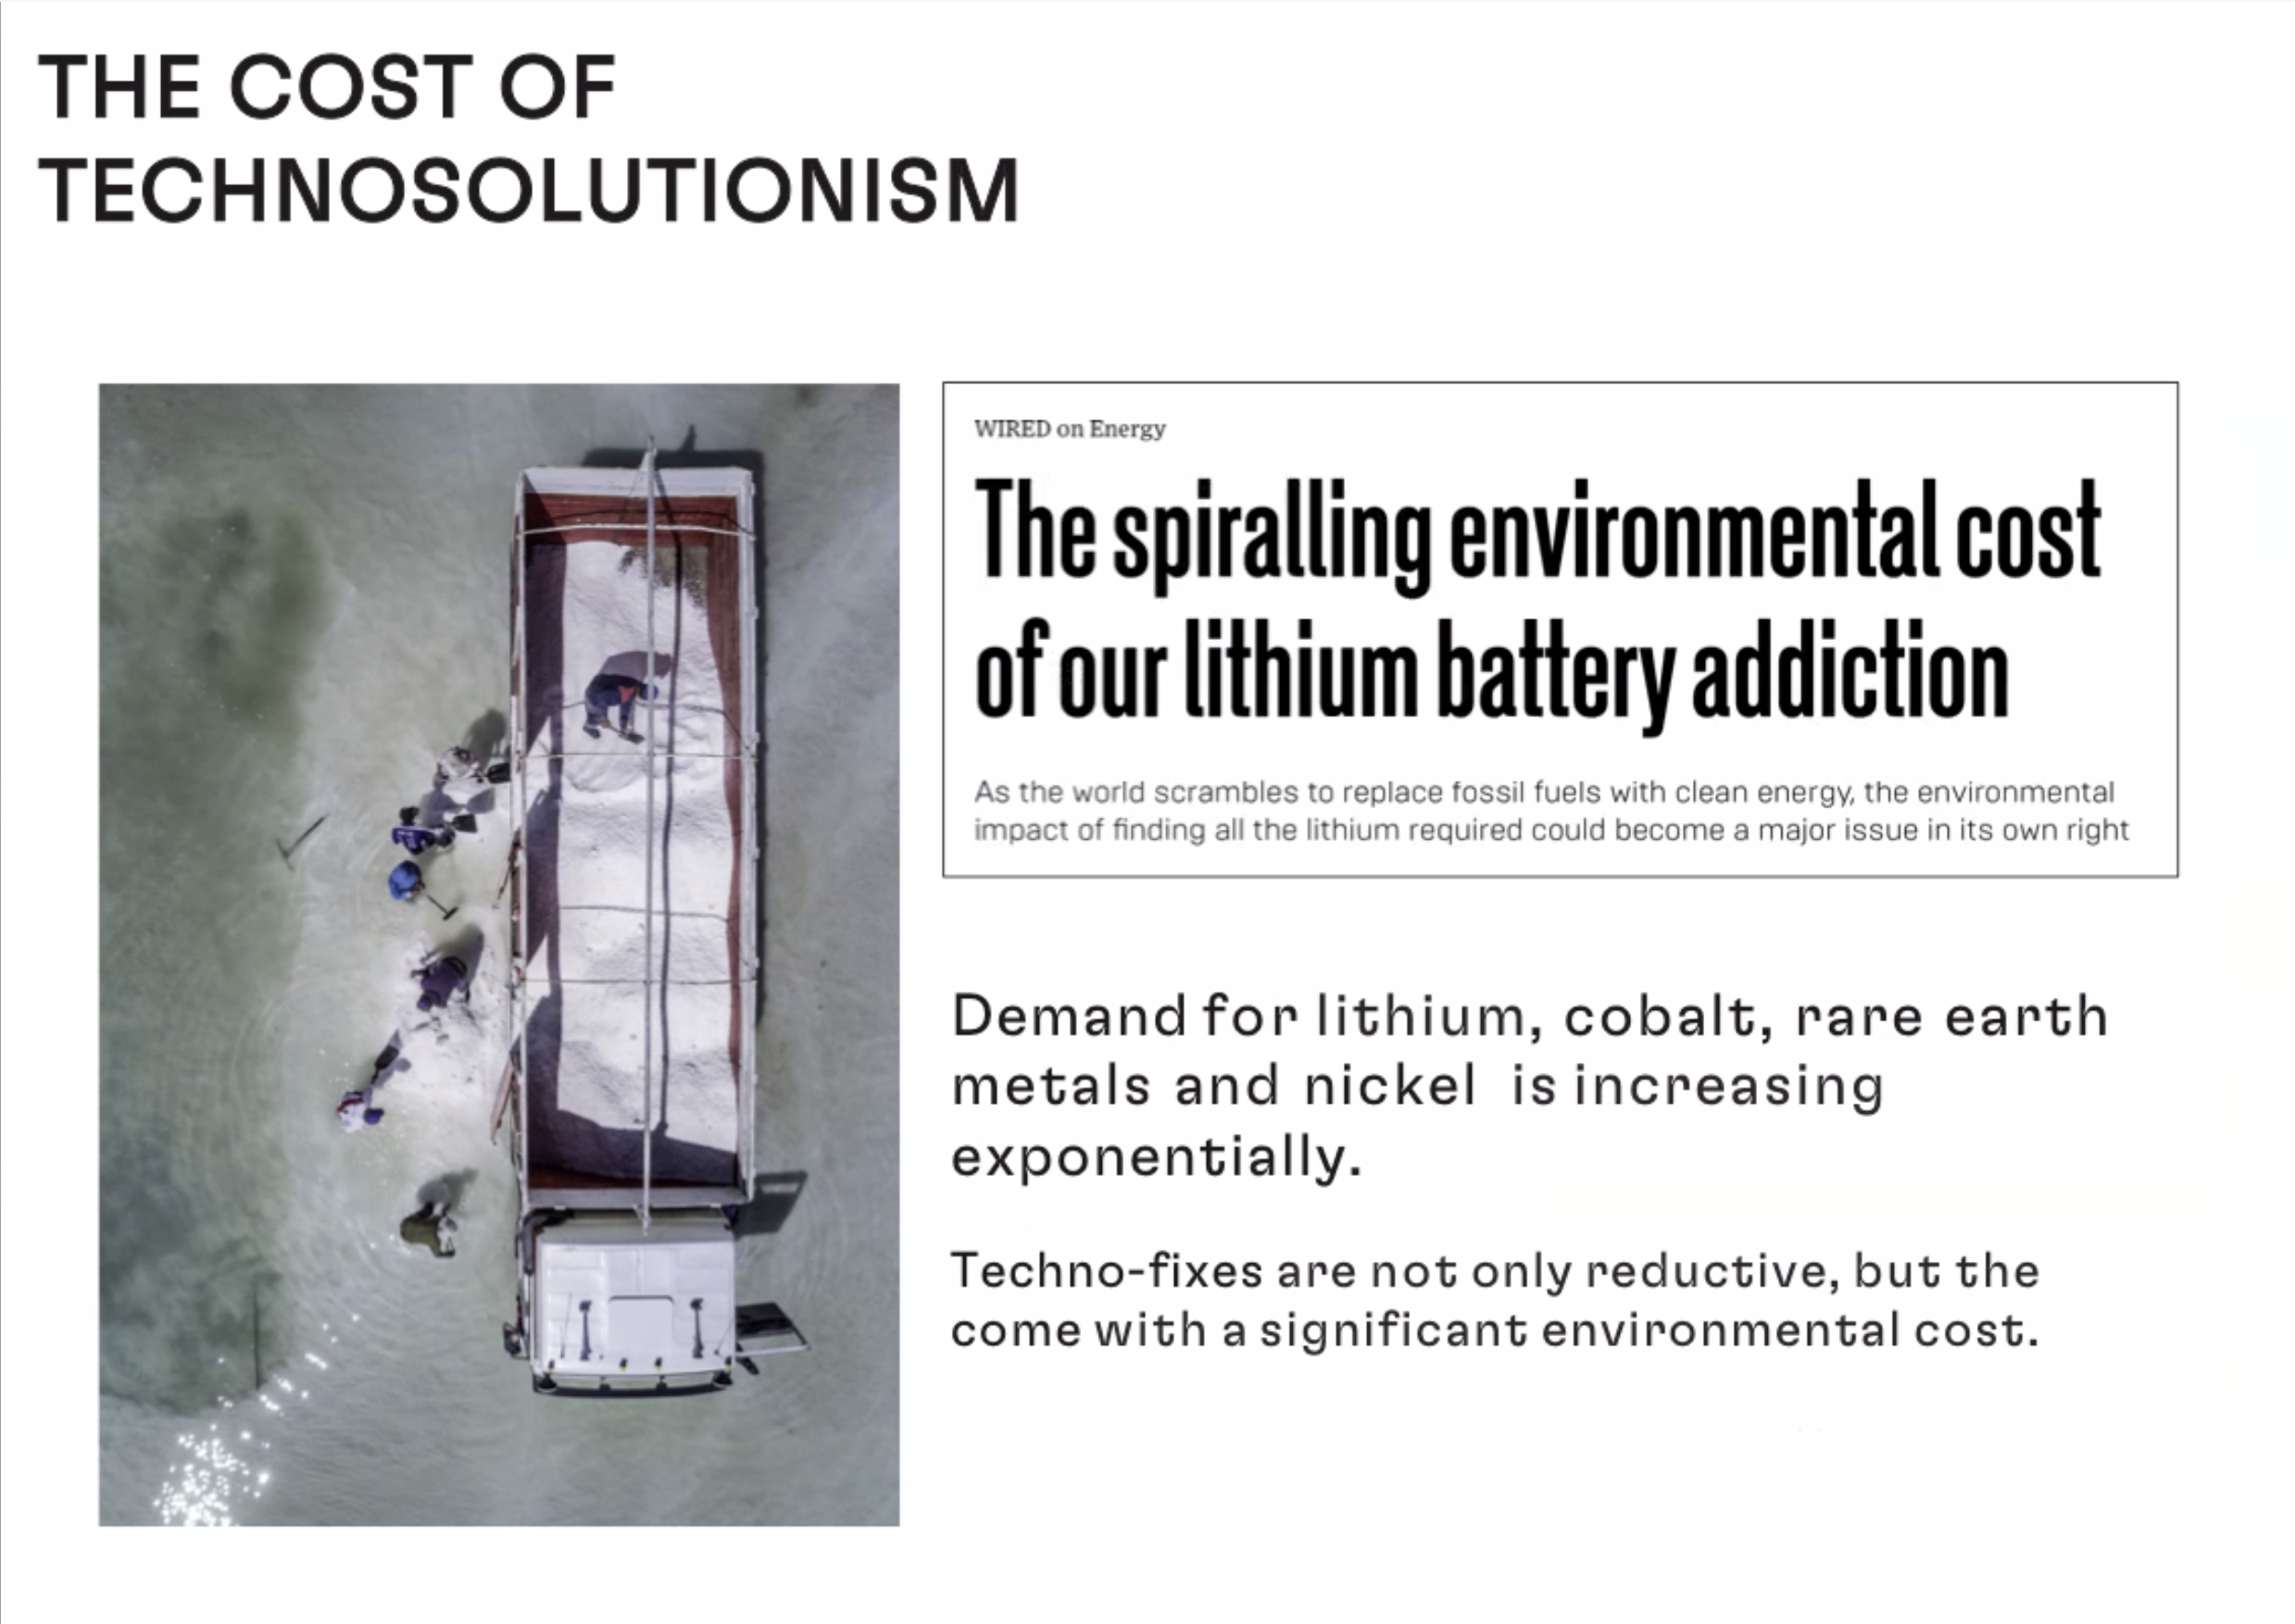 THE COST OF
TECHNOSOLUTIONISM
WIRED on Energy
The spiralling environmental cost
of our lithium battery addiction
As the world scrambles to replace fossil fuels with clean energy, the environmental
impact of finding all the lithium required could become a major issue in its own right
Demand for lithium, cobalt, rare earth
metals and nickel is increasing
exponentially.
Techno-fixes are not only reductive, but the
come with a significant environmental cost.